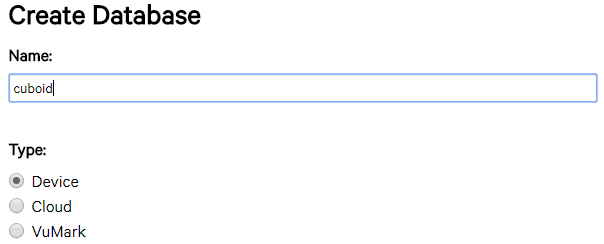 Create Database
Name:
cuboid
Type:
Device
Cloud
VuMark